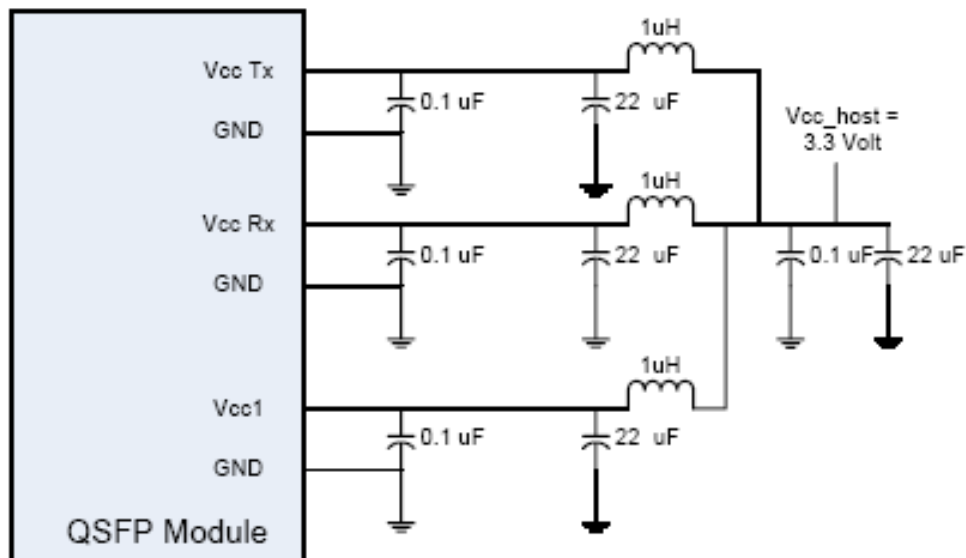 1uH
Vcc Tx
0.1 uF
22 uF
GND
Vcc_host =
3.3 Volt
1uH
Vcc Rx
0.1 uF
22 uF
0.1 uF
22 uF
GND
1uH
Vcc1
0.1 uF
22 uF
GND
QSFP Module